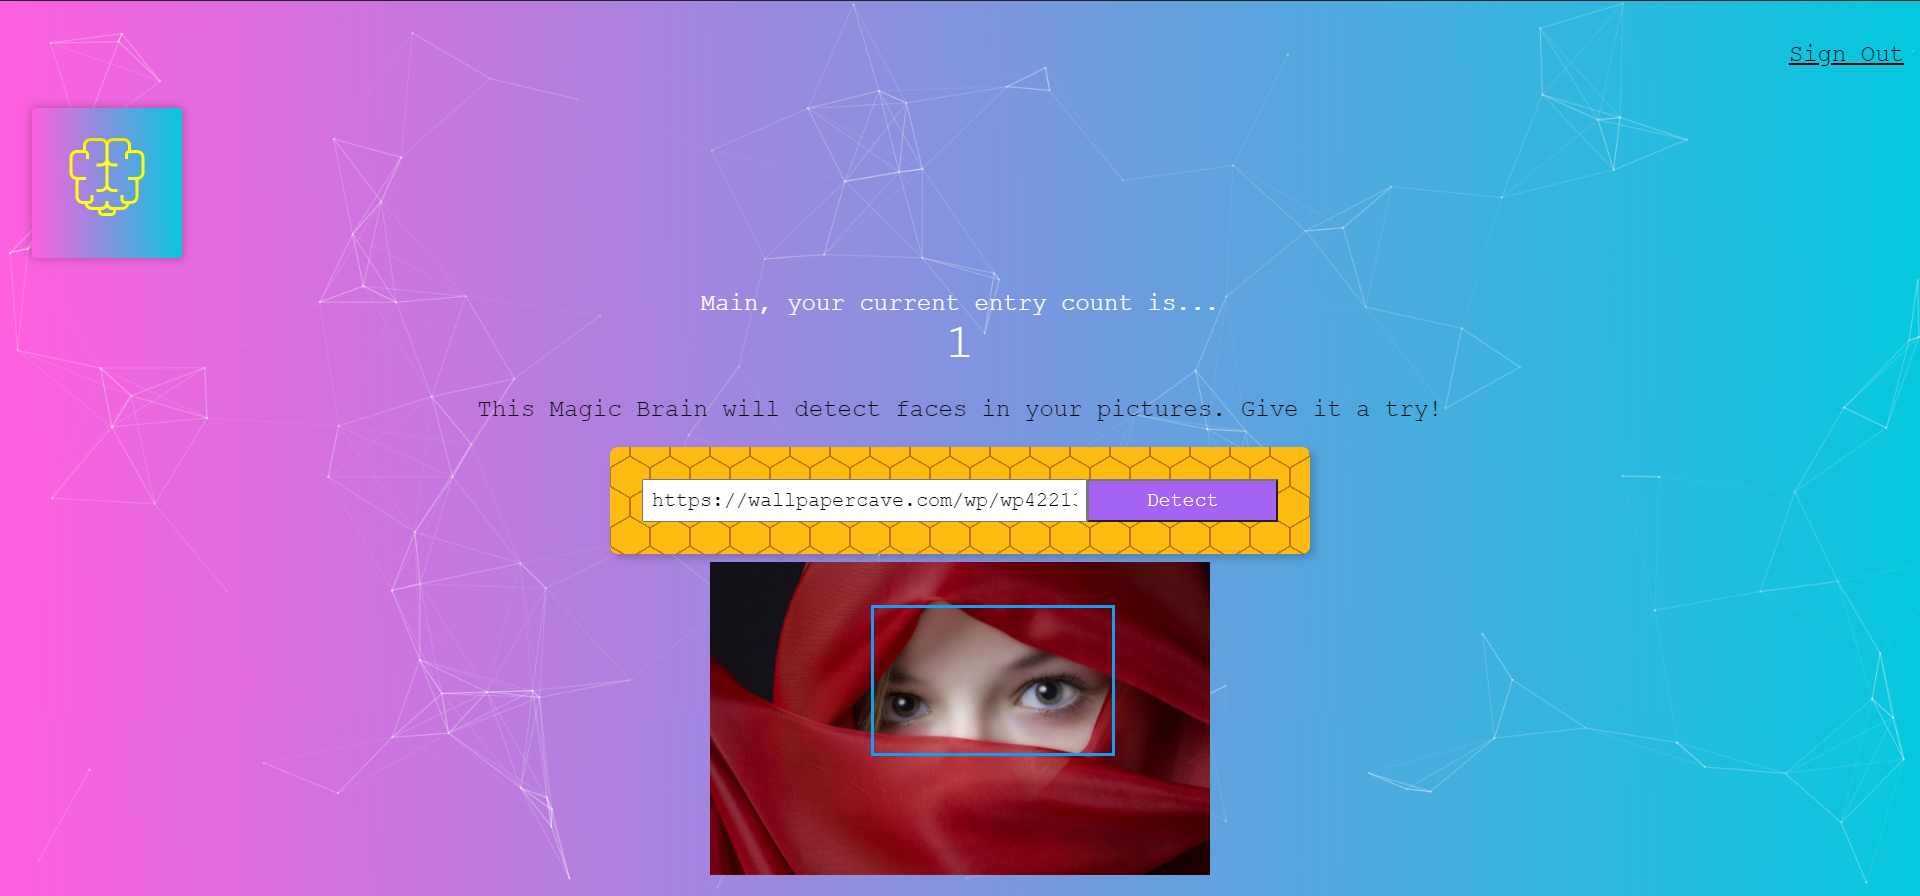 Sign Out
Main, your current entry count is...
1
This Magic Brain will detect faces in your pictures. Give it a try!
https://wallpapercave.com/wp/wp4221
Detect